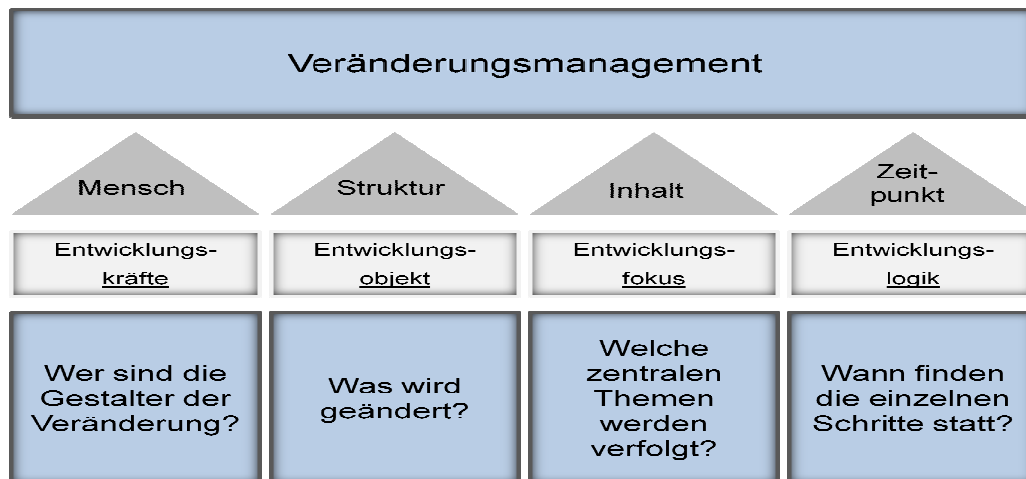 Veränderungsmanagement
Mensch
Struktur
Inhalt
Zeit-
punkt
Entwicklungs-
kräfte
Entwicklungs-
objekt
Entwicklungs-
fokus
Entwicklungs-
logik
Wer sind die
Gestalter der
Veränderung?
Was wird
geändert?
Welche
zentralen
Themen
werden
verfolgt?
Wann finden
die einzelnen
Schritte statt?